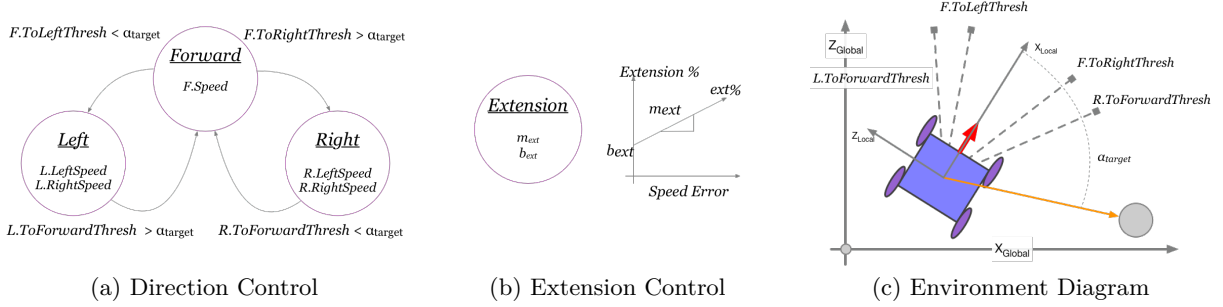 F.ToLeftThresh < αtarget
F.ToRightThresh > αtarget
Forward
F.Speed
Left
L.LeftSpeed
L.RightSpeed
Right
R.LeftSpeed
R.RightSpeed
L.ToForwardThresh > αtarget
R.ToForwardThresh < αtarget
(a) Direction Control
Extension
mext
bext
Extension %
ext%
mext
bext
Speed Error
(b) Extension Control
F.ToLeftThresh
ZGlobal
XLocal
L.ToForwardThresh
F.ToRightThresh
R.ToForwardThresh
ZLocal
αtarget
XGlobal
(c) Environment Diagram